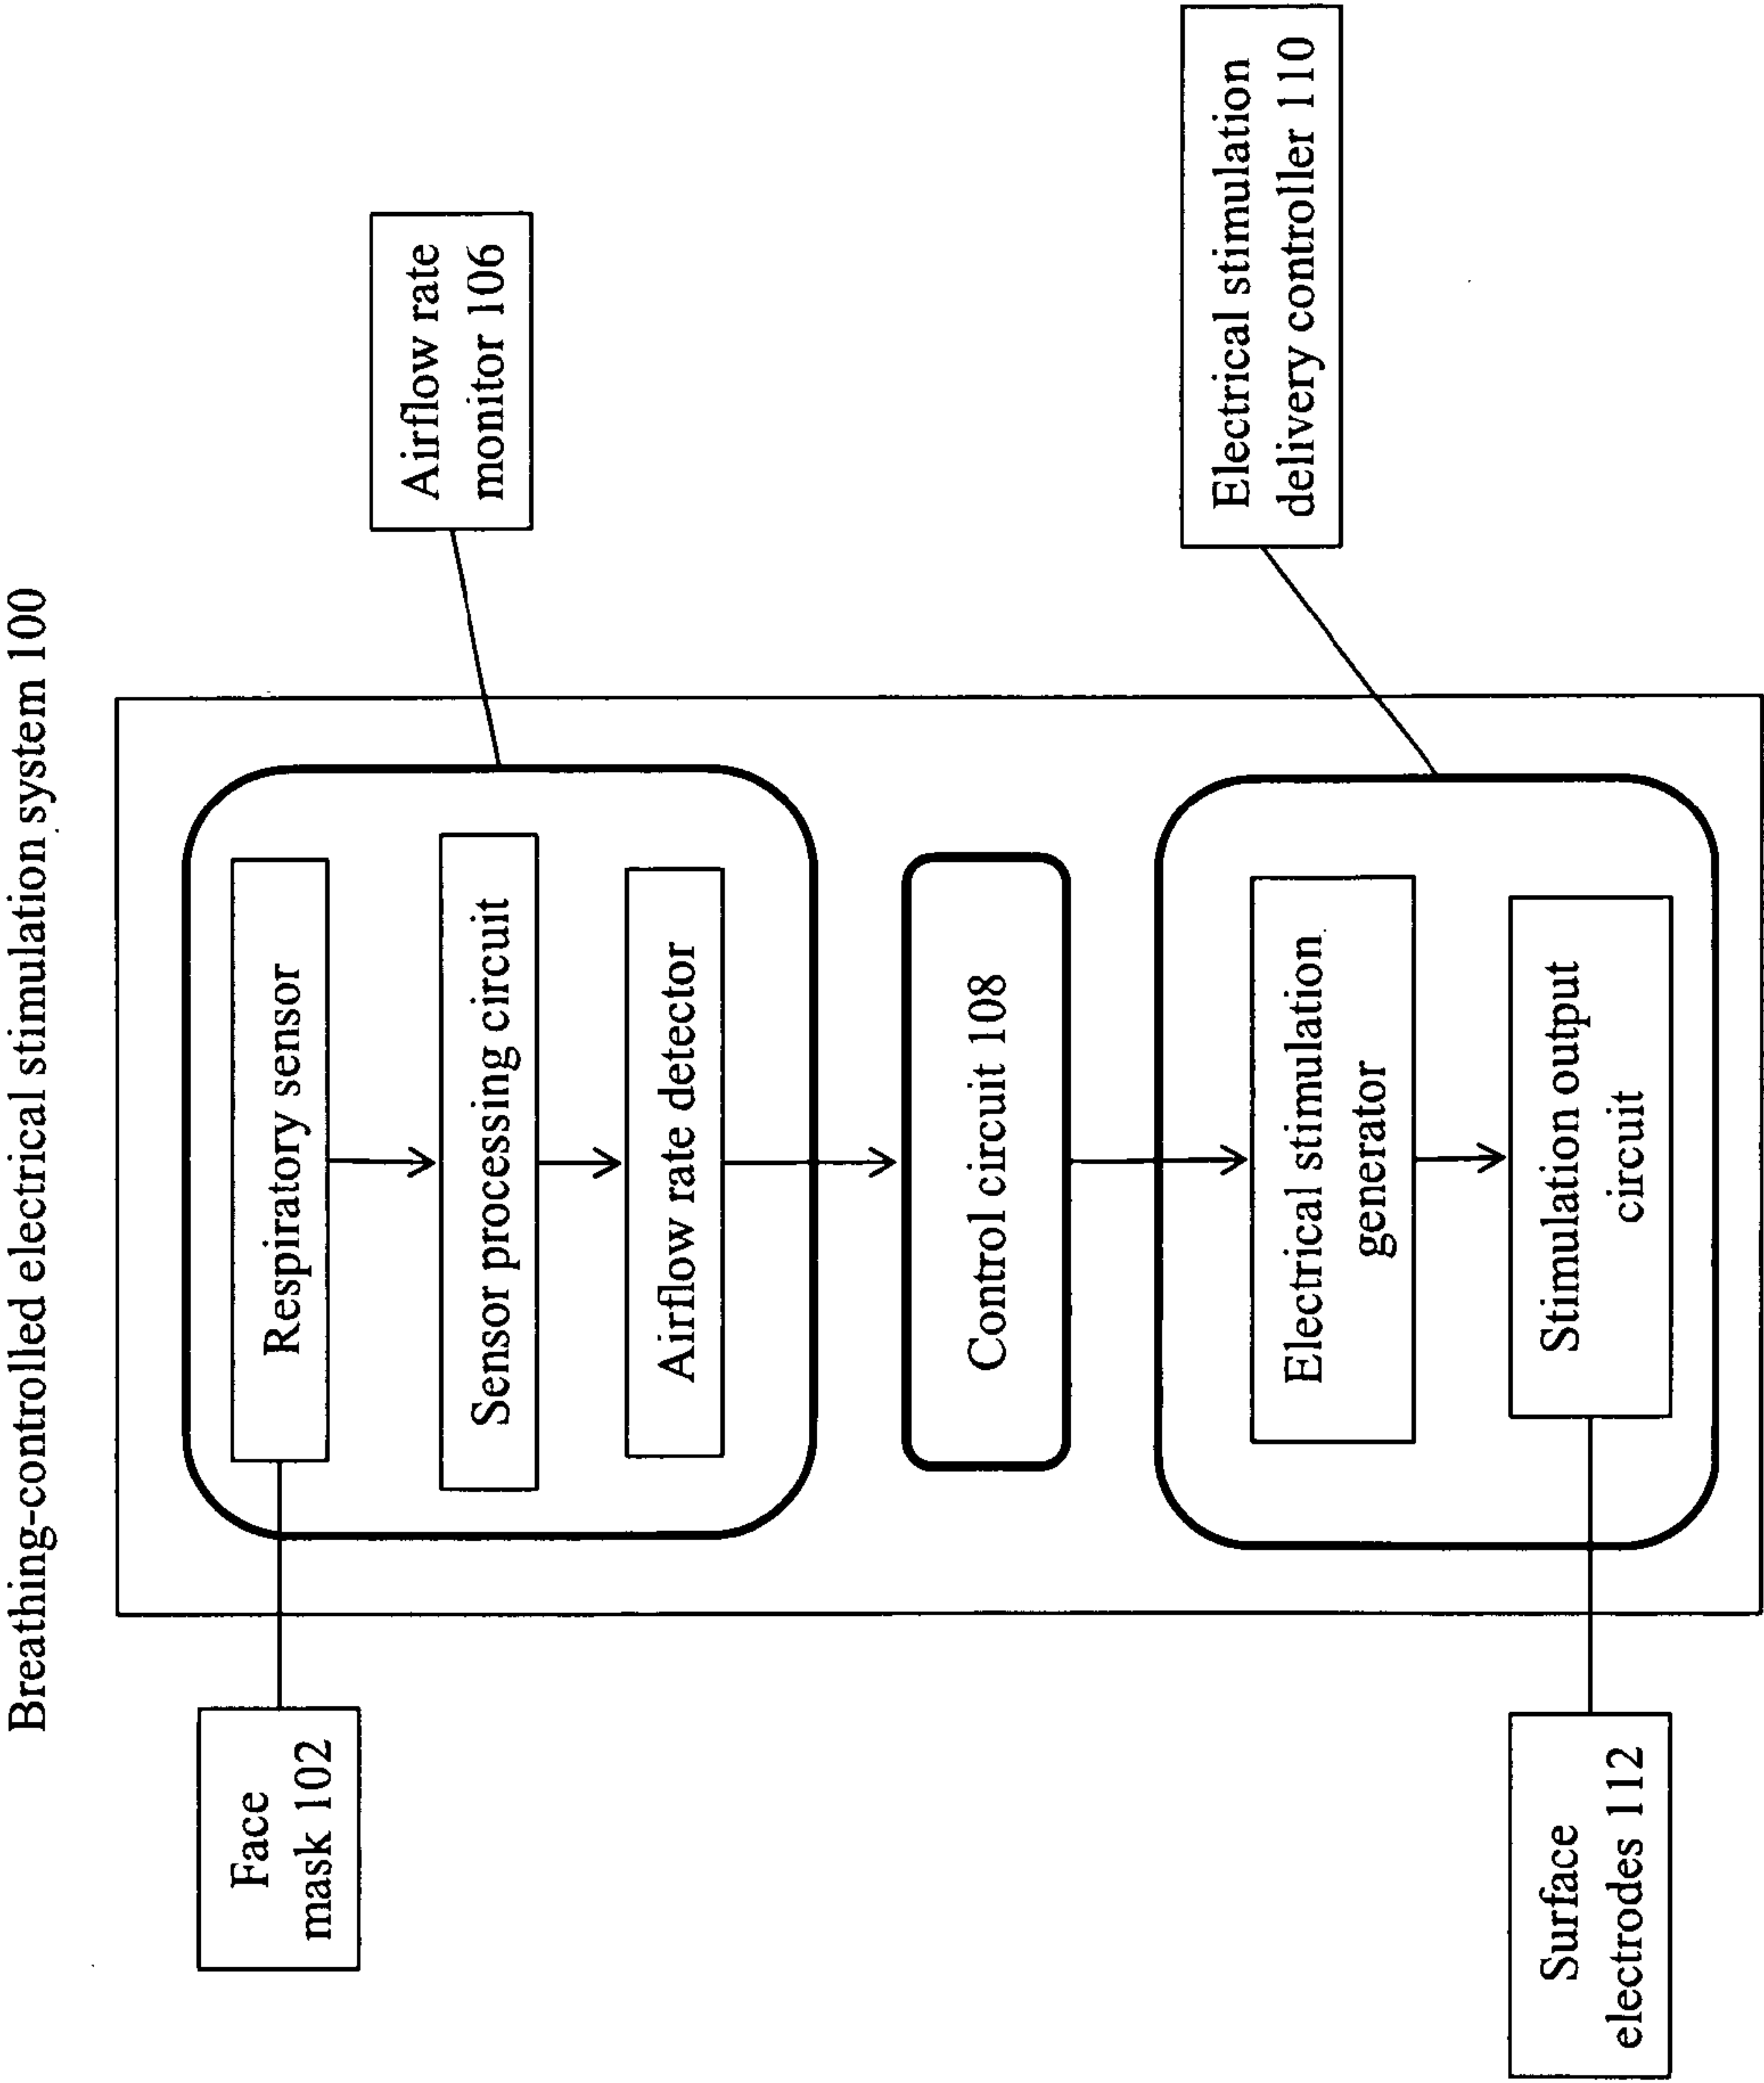 Breathing-controlled electrical stimulation system 100
Face
mask 102
Respiratory sensor
Sensor processing circuit
Airflow rate detector
Airflow rate
monitor 106
Control circuit 108
Electrical stimulation
generator
Stimulation output
circuit
Electrical stimulation
delivery controller 110
Surface
electrodes 112